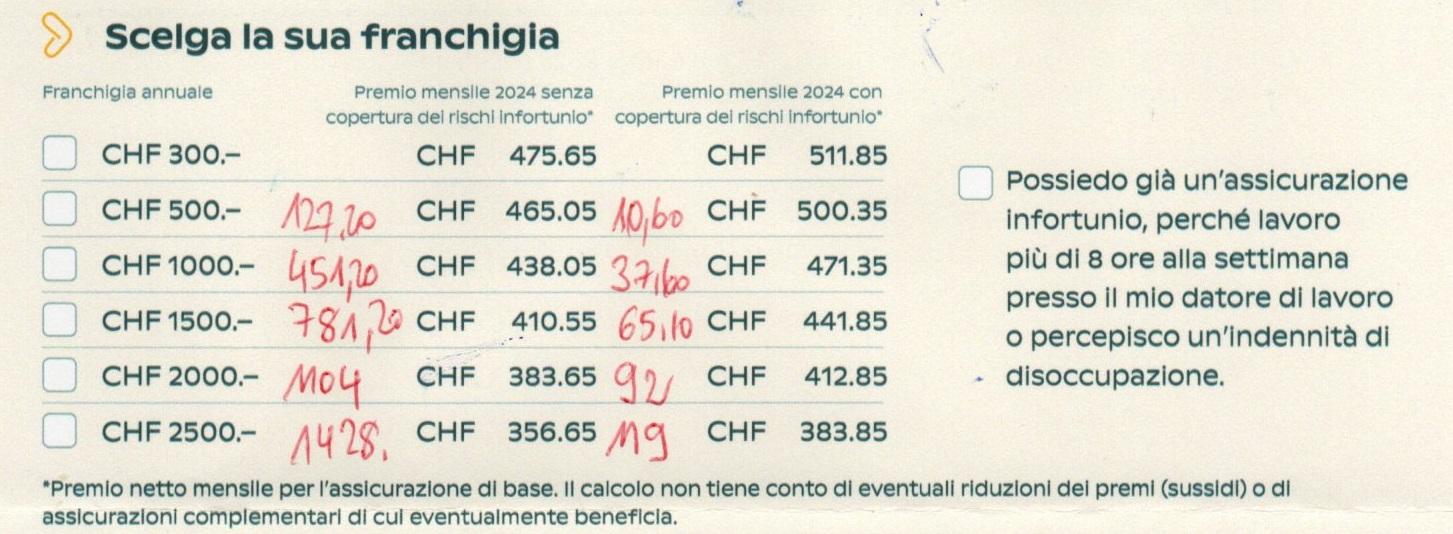 Scelga la sua franchigia
Franchigia annuale Premio mensile 2024 senza copertura dei rischi infortunio* Premio mensile 2024 con copertura dei rischi infortunio*
CHF 300.– CHF 475.65 CHF 511.85
CHF 500.– 127,20 CHF 465.05 10,60 CHF 500.35
CHF 1000.– 451,20 CHF 438.05 37,60 CHF 471.35
CHF 1500.– 781,20 CHF 410.55 65,10 CHF 441.85
CHF 2000.– 1104 CHF 383.65 92 CHF 412.85
CHF 2500.– 1428. CHF 356.65 119 CHF 383.85
Possiedo già un'assicurazione
infortunio, perché lavoro
più di 8 ore alla settimana
presso il mio datore di lavoro
o percepisco un'indennità di
disoccupazione.
*Premio netto mensile per l'assicurazione di base. Il calcolo non tiene conto di eventuali riduzioni dei premi (sussidi) o di
assicurazioni complementari di cui eventualmente beneficia.